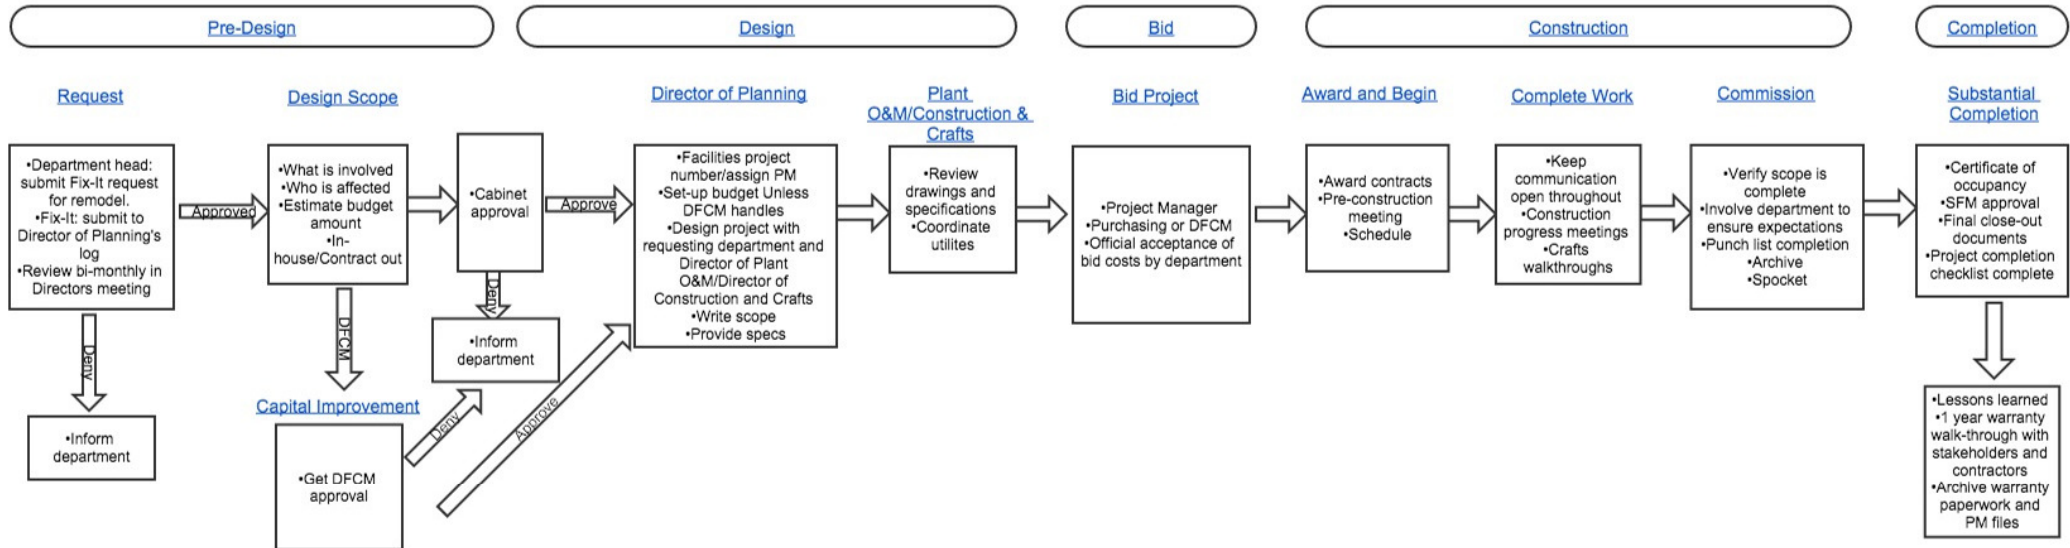 Pre-Design
Design
Bid
Construction
Completion
Request
•Department head:
submit Fix-It request
for remodel.
•Fix-It: submit to
Director of Planning's
log
•Review bi-monthly in
Directors meeting
Approved
Deny
•Inform
department
Design Scope
•What is involved
•Who is affected
•Estimate budget
amount
•In-
house/Contract out
DFCM
Capital Improvement
•Get DFCM
approval
Deny
Approve
•Cabinet
approval
Deny
•Inform
department
Approve
Director of Planning
•Facilities project
number/assign PM
•Set-up budget Unless
DFCM handles
•Design project with
requesting department and
Director of Plant
O&M/Director of
Construction and Crafts
•Write scope
•Provide specs
Plant
O&M/Construction &
Crafts
•Review
drawings and
specifications
•Coordinate
utilites
Bid Project
•Project Manager
•Purchasing or DFCM
•Official acceptance of
bid costs by department
Award and Begin
•Award contracts
•Pre-construction
meeting
•Schedule
Complete Work
•Keep
communication
open throughout
•Construction
progress meetings
•Crafts
walkthroughs
Commission
•Verify scope is
complete
•Involve department to
ensure expectations
•Punch list completion
•Archive
•Spocket
Substantial
Completion
•Certificate of
occupancy
•SFM approval
•Final close-out
documents
•Project completion
checklist complete
•Lessons learned
•1 year warranty
walk-through with
stakeholders and
contractors
•Archive warranty
paperwork and
PM files